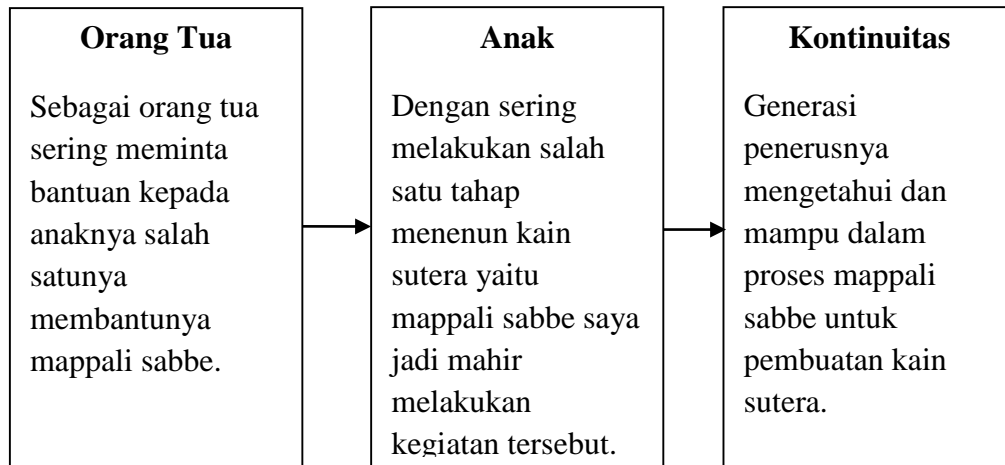 Orang Tua
Sebagai orang tua
sering meminta
bantuan kepada
anaknya salah
satunya
membantunya
mappali sabbe.
Anak
Dengan sering
melakukan salah
satu tahap
menenun kain
sutera yaitu
mappali sabbe saya
jadi mahir
melakukan
kegiatan tersebut.
Kontinuitas
Generasi
penerusnya
mengetahui dan
mampu dalam
proses mappali
sabbe untuk
pembuatan kain
sutera.